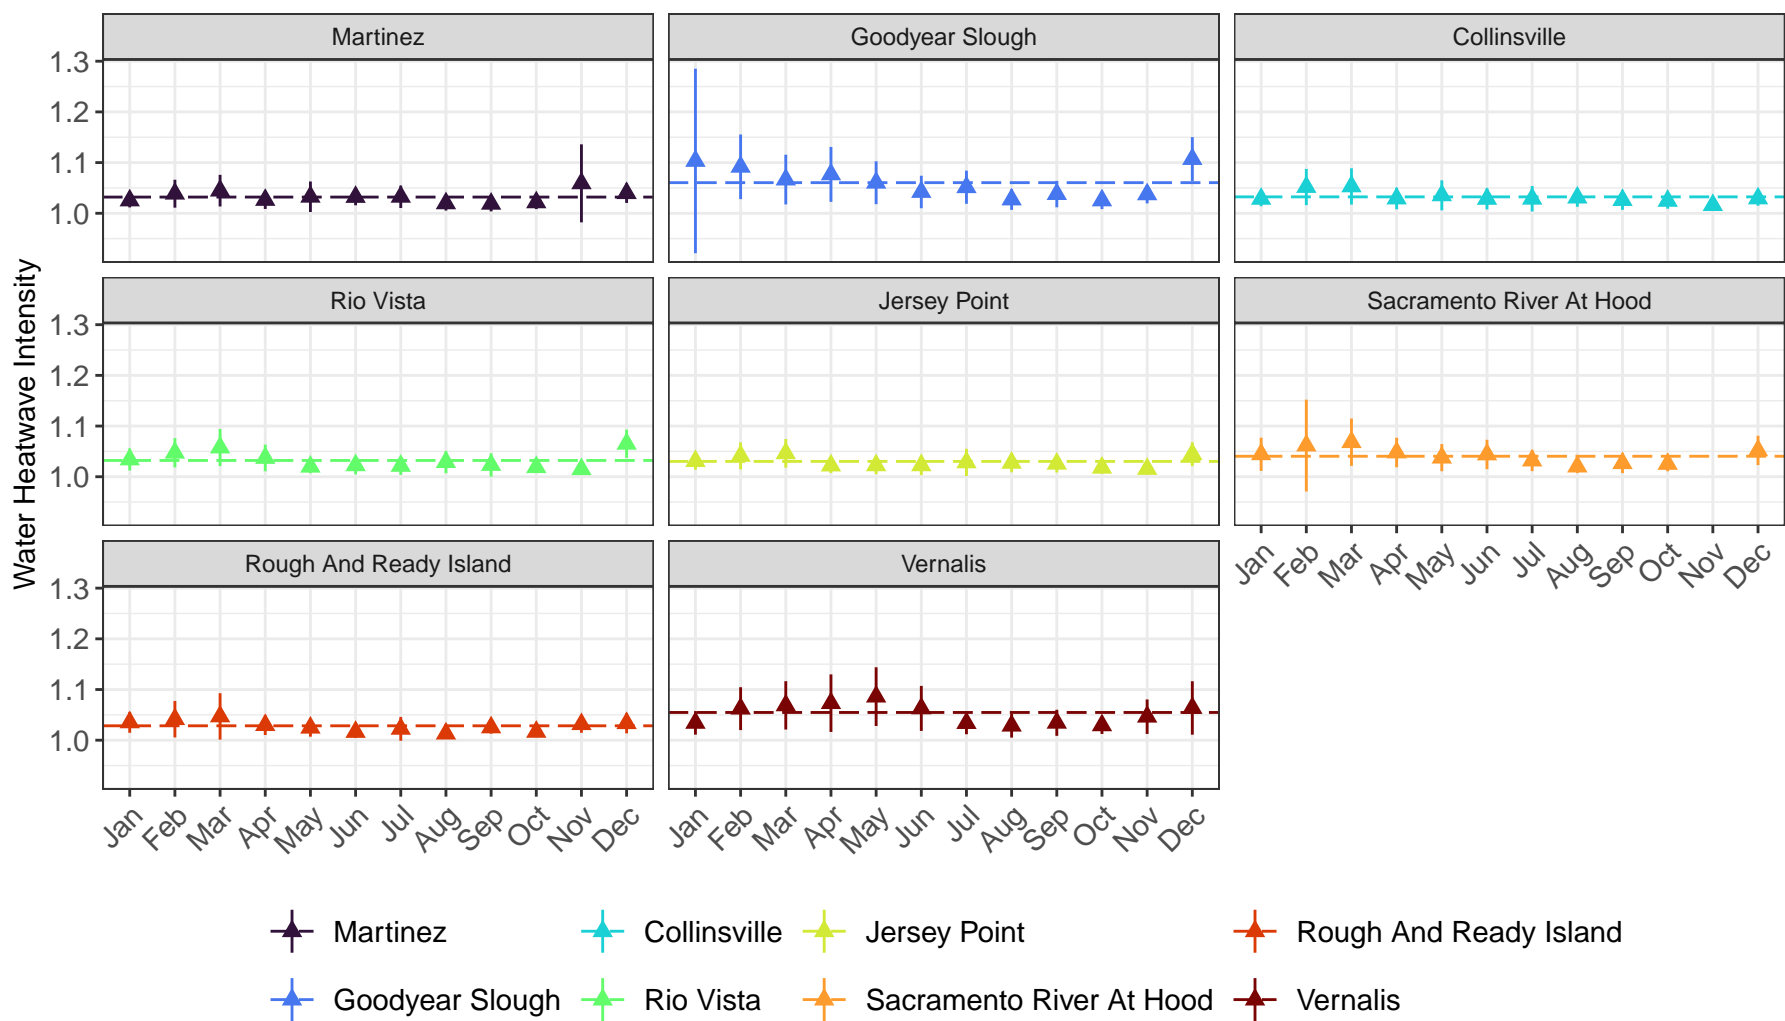 Martinez Goodyear Slough Collinsville
1.3
1.2
1.1
1.0
Rio Vista Jersey Point Sacramento River At Hood
1.3
1.2
1.1
1.0
Water Heatwave Intensity
Jan Feb Mar Apr May Jun Jul Aug Sep Oct Nov Dec
Rough And Ready Island Vernalis
1.3
1.2
1.1
1.0
Jan Feb Mar Apr May Jun Jul Aug Sep Oct Nov Dec Jan Feb Mar Apr May Jun Jul Aug Sep Oct Nov Dec
Martinez Collinsville Jersey Point Rough And Ready Island
Goodyear Slough Rio Vista Sacramento River At Hood Vernalis